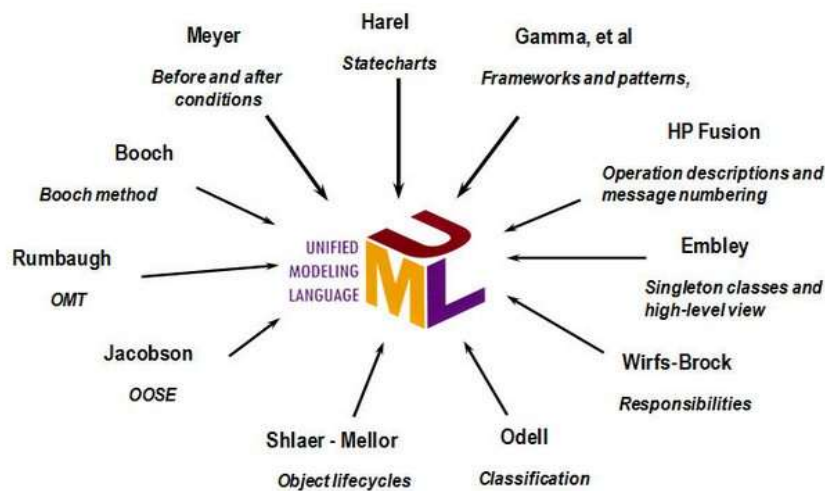 Meyer
Before and after
conditions
Harel
Statecharts
Gamma, et al
Frameworks and patterns,
HP Fusion
Operation descriptions and
message numbering
Booch
Booch method
Embley
Singleton classes and
high-level view
Rumbaugh
OMT
UNIFIED
MODELING
LANGUAGE
UML
Jacobson
OOSE
Wirfs-Brock
Responsibilities
Shlaer - Mellor
Object lifecycles
Odell
Classification